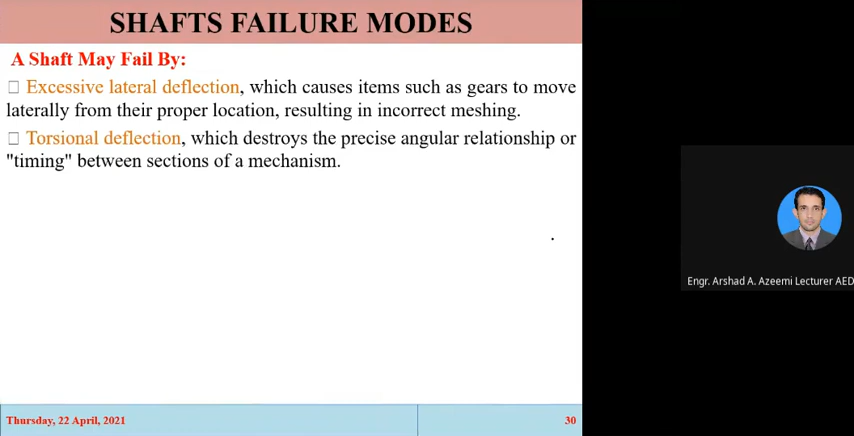 SHAFTS FAILURE MODES
A Shaft May Fail By:
Excessive lateral deflection, which causes items such as gears to move
laterally from their proper location, resulting in incorrect meshing.
Torsional deflection, which destroys the precise angular relationship or
"timing" between sections of a mechanism.
.
Engr. Arshad A. Azeemi Lecturer AED
Thursday, 22 April, 2021
30